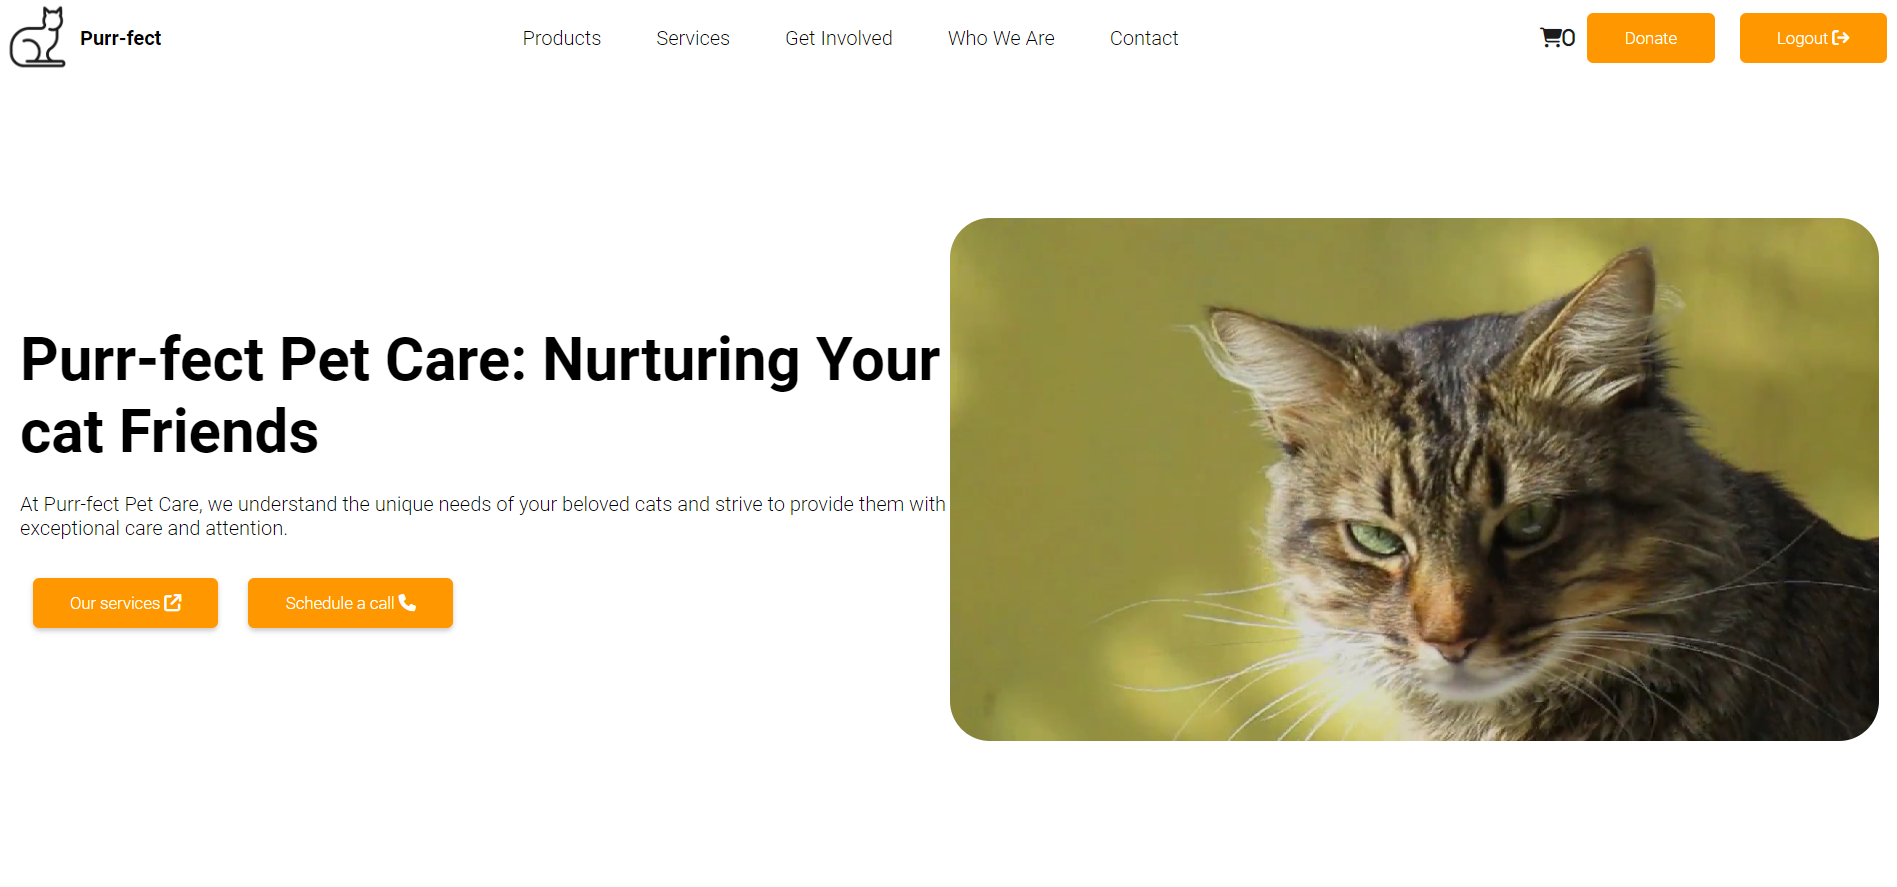 Purr-fect
Products
Services
Get Involved
Who We Are
Contact
0
Donate
Logout
Purr-fect Pet Care: Nurturing Your
cat Friends
At Purr-fect Pet Care, we understand the unique needs of your beloved cats and strive to provide them with
exceptional care and attention.
Our services
Schedule a call